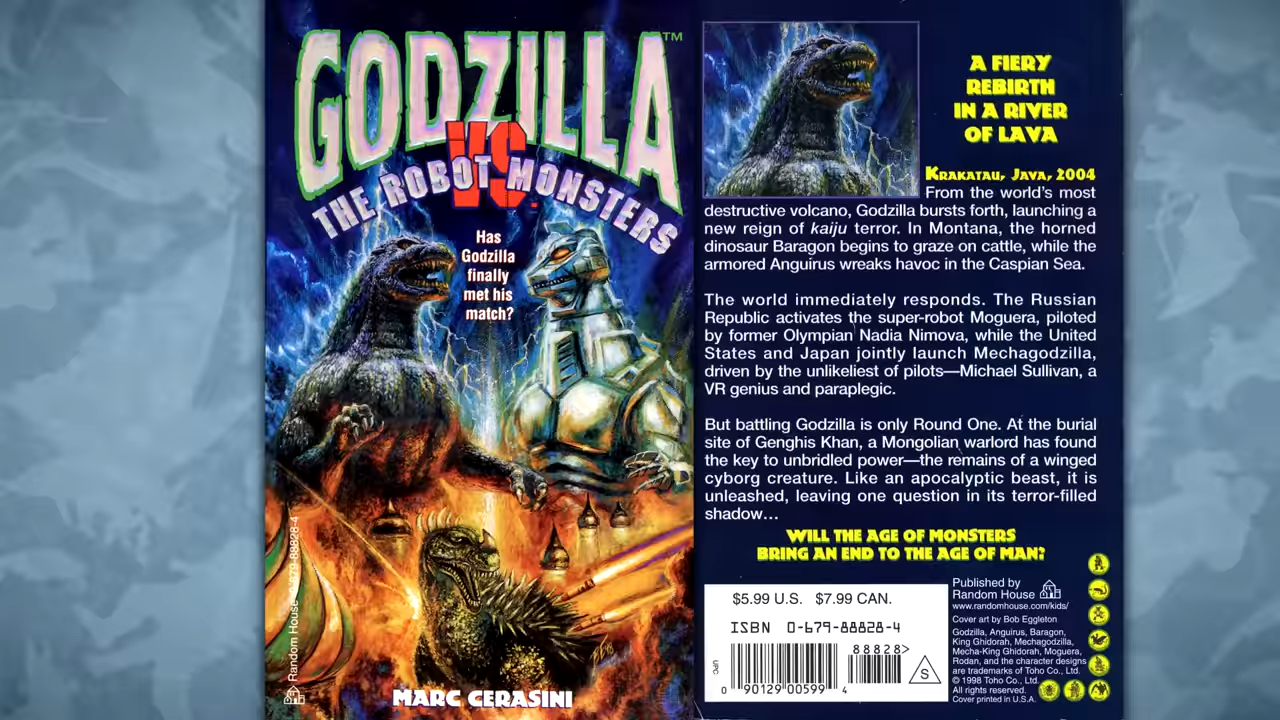 GODZILLA™
VS.
THE ROBOT MONSTERS
Has
Godzilla
finally
met his
match?
Random House 0-679-88828-4
MARC CERASINI
A FIERY
REBIRTH
IN A RIVER
OF LAVA
KRAKATAU, JAVA, 2004
From the world's most
destructive volcano, Godzilla bursts forth, launching a
new reign of kaiju terror. In Montana, the horned
dinosaur Baragon begins to graze on cattle, while the
armored Anguirus wreaks havoc in the Caspian Sea.
The world immediately responds. The Russian
Republic activates the super-robot Moguera, piloted
by former Olympian Nadia Nimova, while the United
States and Japan jointly launch Mechagodzilla,
driven by the unlikeliest of pilots—Michael Sullivan, a
VR genius and paraplegic.
But battling Godzilla is only Round One. At the burial
site of Genghis Khan, a Mongolian warlord has found
the key to unbridled power—the remains of a winged
cyborg creature. Like an apocalyptic beast, it is
unleashed, leaving one question in its terror-filled
shadow...
WILL THE AGE OF MONSTERS
BRING AN END TO THE AGE OF MAN?
$5.99 U.S. $7.99 CAN.
ISBN 0-679-88828-4
88828>
UPC
0 90129 00599 4
S
Published by
Random House
www.randomhouse.com/kids/
Cover art by Bob Eggleton
Godzilla, Anguirus, Baragon,
King Ghidorah, Mechagodzilla,
Mecha-King Ghidorah, Moguera,
Rodan, and the character designs
are trademarks of Toho Co., Ltd.
© 1998 Toho Co., Ltd.
All rights reserved.
Cover printed in U.S.A.